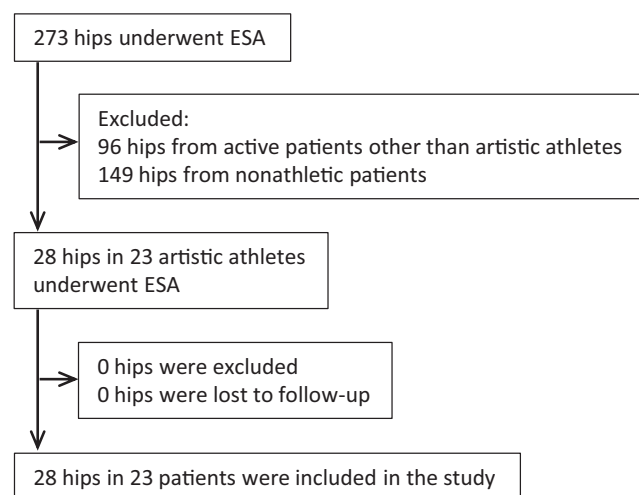 273 hips underwent ESA
Excluded:
96 hips from active patients other than artistic athletes
149 hips from nonathletic patients
28 hips in 23 artistic athletes
underwent ESA
0 hips were excluded
0 hips were lost to follow-up
28 hips in 23 patients were included in the study